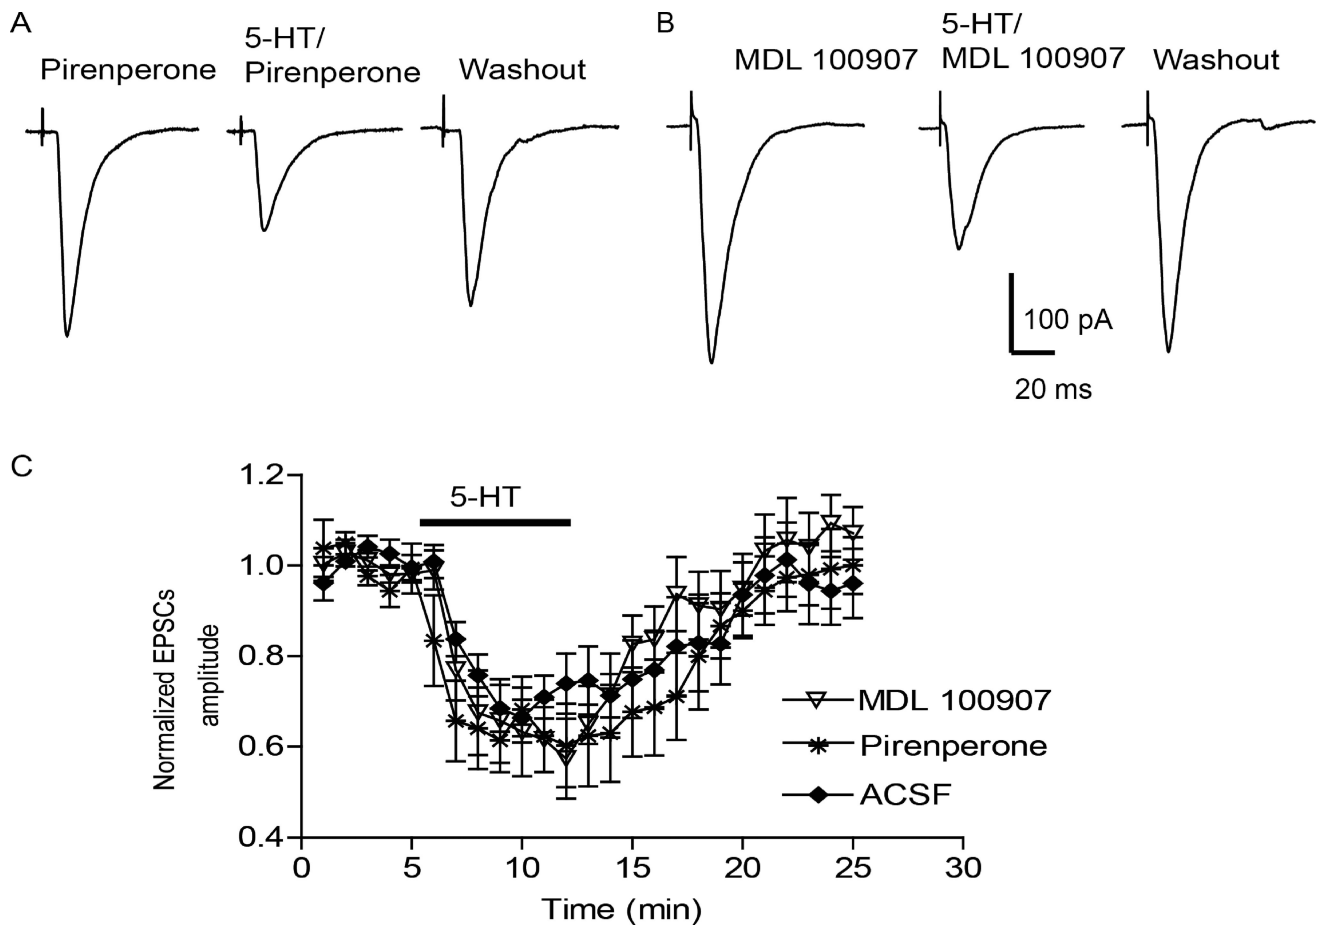 A
Pirenperone
5-HT/
Pirenperone
Washout
B
MDL 100907
5-HT/
MDL 100907
Washout
100 pA
20 ms
C
Normalized EPSCs
amplitude
1.2
1.0
0.8
0.6
0.4
5-HT
MDL 100907
Pirenperone
ACSF
0 5 10 15 20 25 30
Time (min)